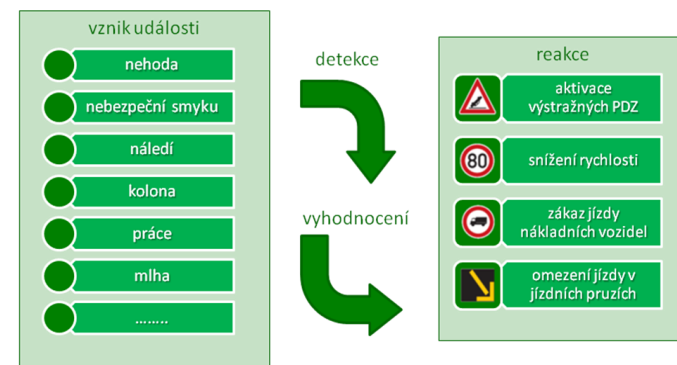 vznik události
nehoda
nebezpeční smyku
náledí
kolona
práce
mlha
........
detekce
vyhodnocení
reakce
aktivace
výstražných PDZ
80
snížení rychlosti
zákaz jízdy
nákladních vozidel
omezení jízdy v
jízdních pruzích